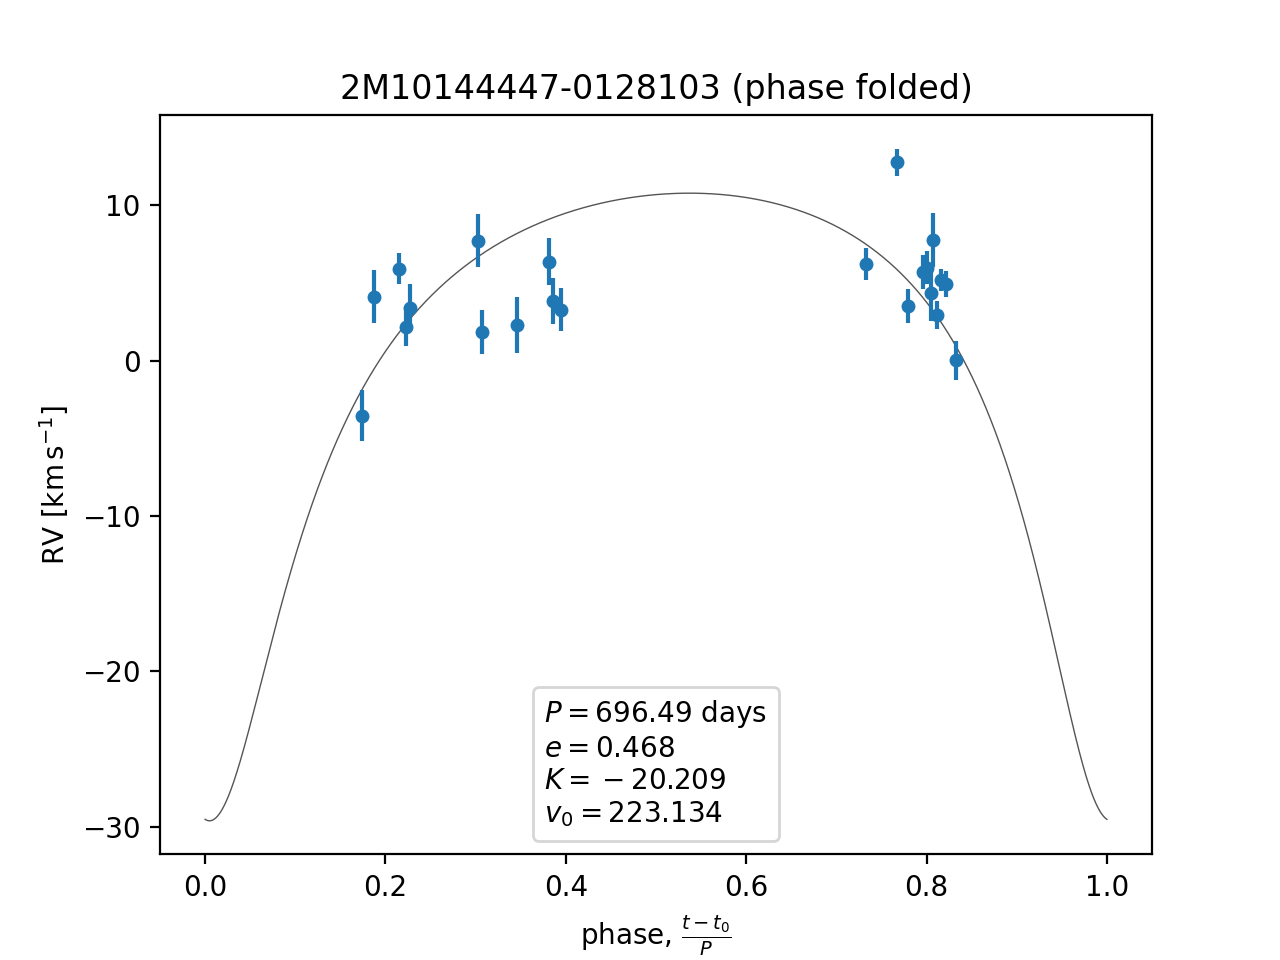 2M10144447-0128103 (phase folded)
RV [km s⁻¹]
10
0
−10
−20
−30
P = 696.49 days
e = 0.468
K = −20.209
v₀ = 223.134
0.0 0.2 0.4 0.6 0.8 1.0
phase, (t − t₀)/P